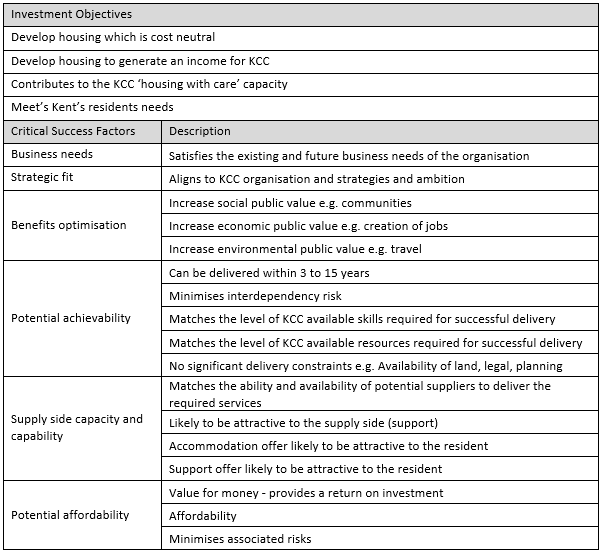 Investment Objectives
Develop housing which is cost neutral
Develop housing to generate an income for KCC
Contributes to the KCC ‘housing with care’ capacity
Meet’s Kent’s residents needs
Critical Success Factors Description
Business needs Satisfies the existing and future business needs of the organisation
Strategic fit Aligns to KCC organisation and strategies and ambition
Benefits optimisation
Increase social public value e.g. communities
Increase economic public value e.g. creation of jobs
Increase environmental public value e.g. travel
Potential achievability
Can be delivered within 3 to 15 years
Minimises interdependency risk
Matches the level of KCC available skills required for successful delivery
Matches the level of KCC available resources required for successful delivery
No significant delivery constraints e.g. Availability of land, legal, planning
Supply side capacity and
capability
Matches the ability and availability of potential suppliers to deliver the
required services
Likely to be attractive to the supply side (support)
Accommodation offer likely to be attractive to the resident
Support offer likely to be attractive to the resident
Potential affordability
Value for money - provides a return on investment
Affordability
Minimises associated risks